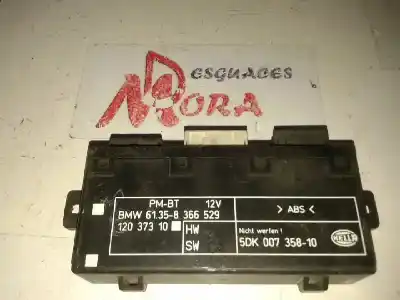 DESGUACES
MORA
PM-BT 12V
BMW 61.35-8 366 529
120 373 10
HW
SW
> ABS <
Nicht werfen !
5DK 007 358-10
HELLA